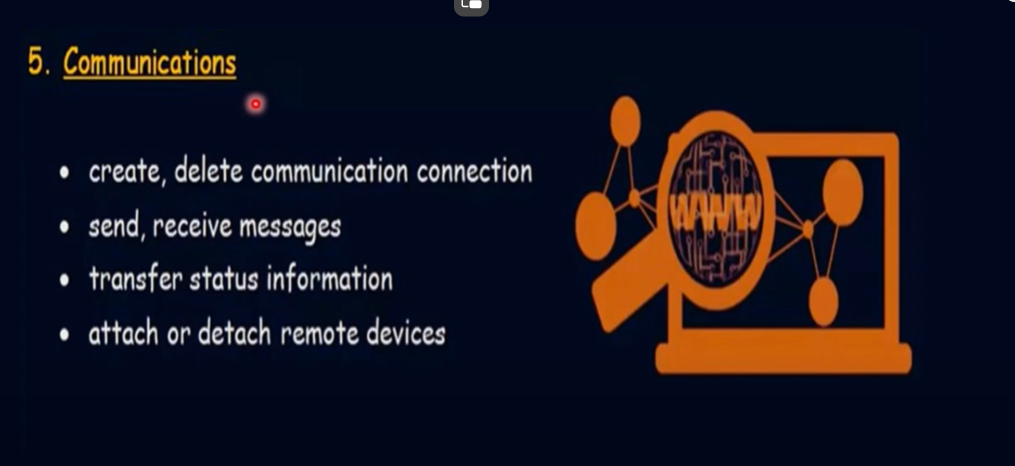 5. Communications
• create, delete communication connection
• send, receive messages
• transfer status information
• attach or detach remote devices
WWW